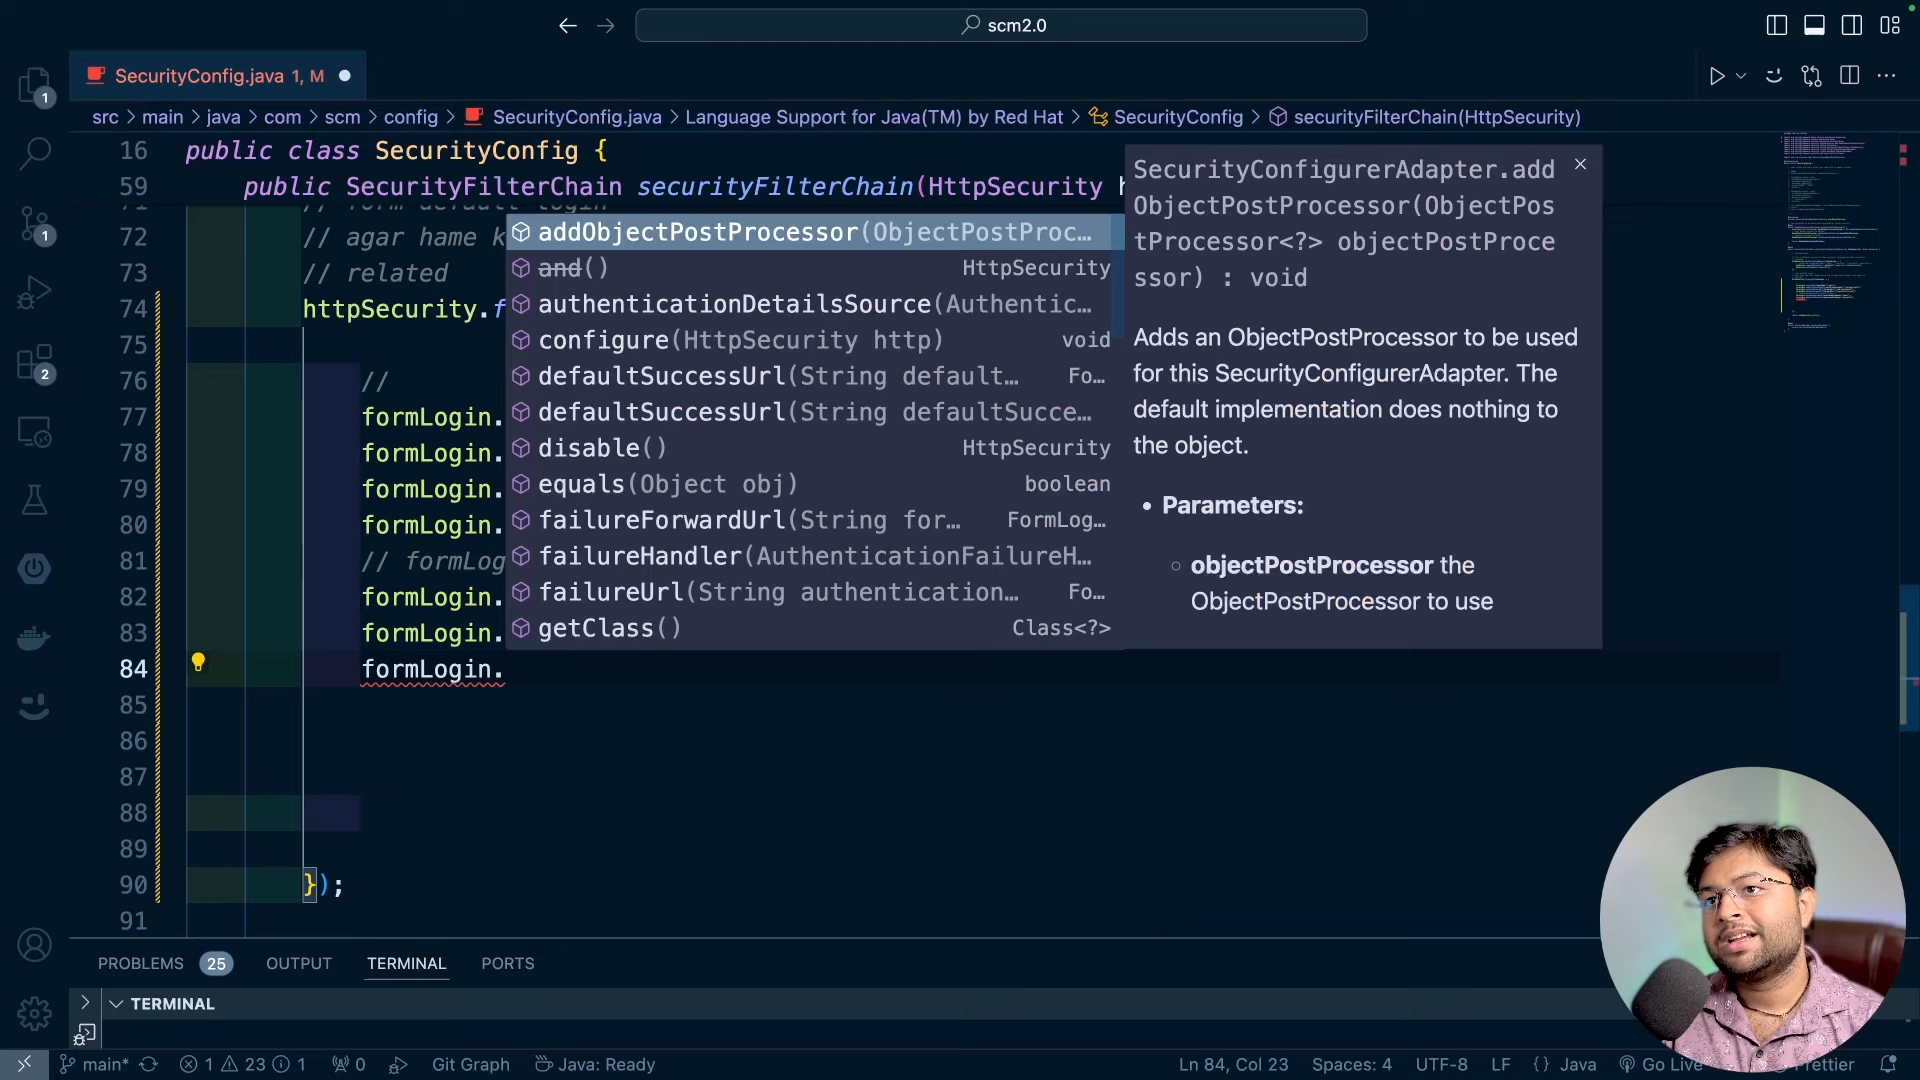 scm2.0
SecurityConfig.java 1, M
src main java com scm config SecurityConfig.java Language Support for Java(TM) by Red Hat SecurityConfig securityFilterChain(HttpSecurity)
16 public class SecurityConfig {
59 public SecurityFilterChain securityFilterChain(HttpSecurity
// form default login
72 // agar hame k
73 // related
74 httpSecurity.f
75
76 //
77 formLogin.
78 formLogin.
79 formLogin.
80 formLogin.
81 // formLog
82 formLogin.
83 formLogin.
84 formLogin.
85
86
87
88
89
90 });
91
addObjectPostProcessor(ObjectPostProc…
and() HttpSecurity
authenticationDetailsSource(Authentic…
configure(HttpSecurity http) void
defaultSuccessUrl(String default… Fo…
defaultSuccessUrl(String defaultSucce…
disable() HttpSecurity
equals(Object obj) boolean
failureForwardUrl(String for… FormLog…
failureHandler(AuthenticationFailureH…
failureUrl(String authentication… Fo…
getClass() Class<?>
SecurityConfigurerAdapter.add
ObjectPostProcessor(ObjectPos
tProcessor<?> objectPostProce
ssor) : void
Adds an ObjectPostProcessor to be used
for this SecurityConfigurerAdapter. The
default implementation does nothing to
the object.
• Parameters:
objectPostProcessor the
ObjectPostProcessor to use
1
1
2
PROBLEMS 25 OUTPUT TERMINAL PORTS
TERMINAL
main* 1 23 1 0 Git Graph Java: Ready Ln 84, Col 23 Spaces: 4 UTF-8 LF {} Java Go Live Prettier